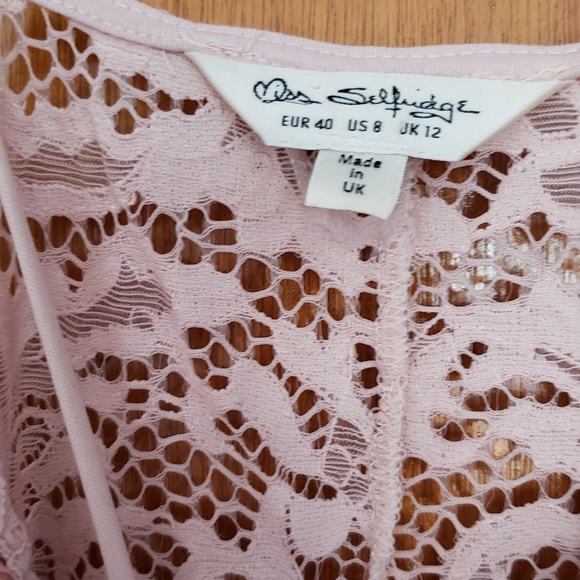 Miss Selfridge
EUR 40 US 8 UK 12
Made
in
UK